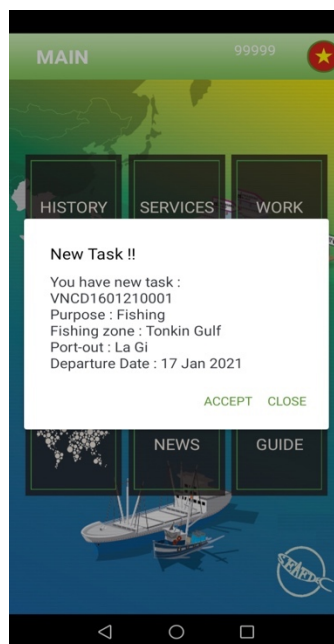 MAIN
99999
HISTORY
SERVICES
WORK
New Task !!
You have new task :
VNCD1601210001
Purpose : Fishing
Fishing zone : Tonkin Gulf
Port-out : La Gi
Departure Date : 17 Jan 2021
ACCEPT
CLOSE
NEWS
GUIDE